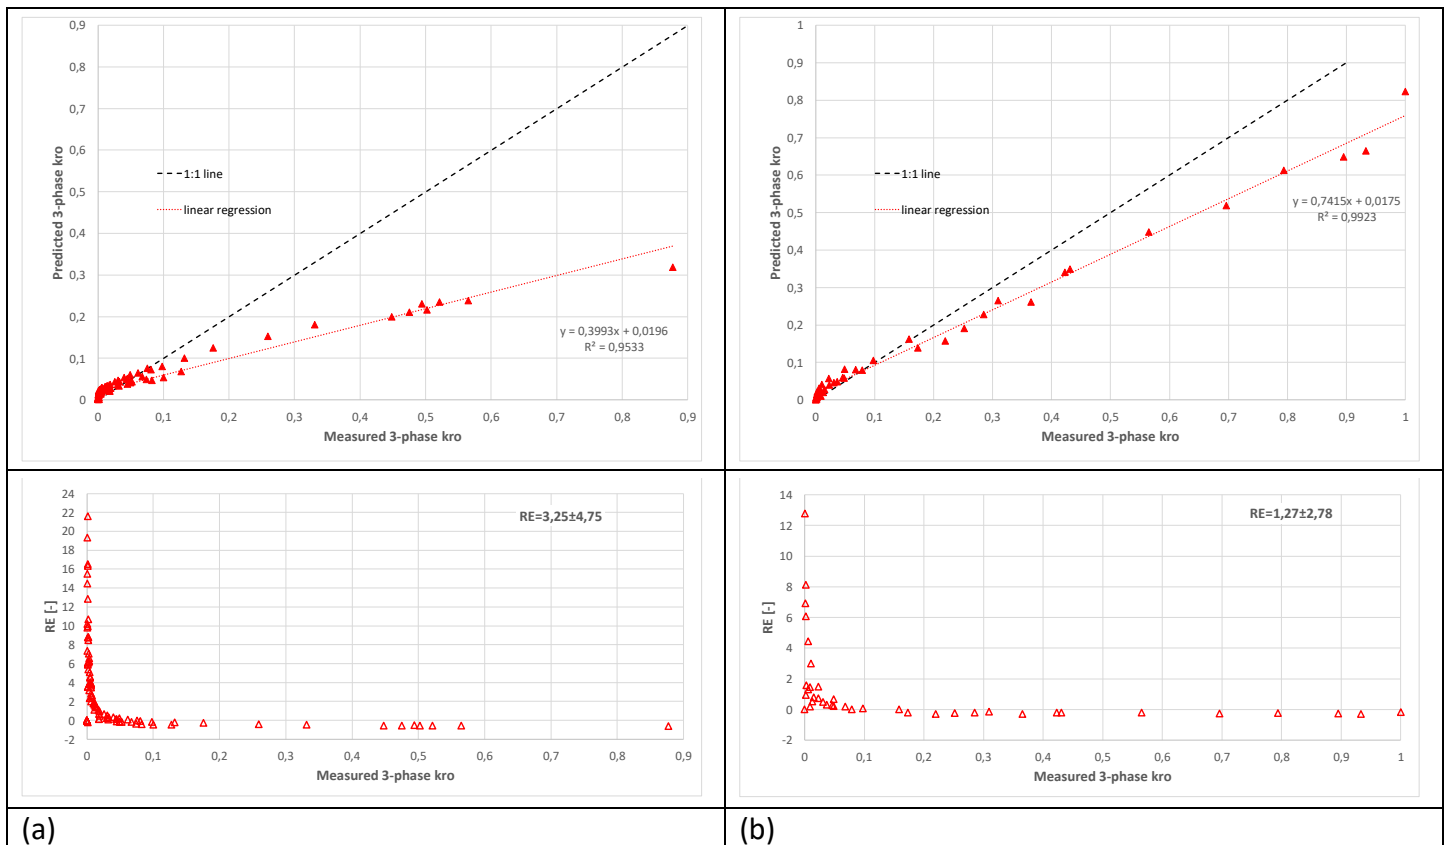 0,9
0,8
0,7
0,6
0,5
0,4
0,3
0,2
0,1
0
Predicted 3-phase kro
1:1 line
linear regression
y = 0,3993x + 0,0196
R² = 0,9533
0 0,1 0,2 0,3 0,4 0,5 0,6 0,7 0,8 0,9
Measured 3-phase kro
1
0,9
0,8
0,7
0,6
0,5
0,4
0,3
0,2
0,1
0
Predicted 3-phase kro
1:1 line
linear regression
y = 0,7415x + 0,0175
R² = 0,9923
0 0,1 0,2 0,3 0,4 0,5 0,6 0,7 0,8 0,9 1
Measured 3-phase kro
24
22
20
18
16
14
12
10
8
6
4
2
0
-2
RE [-]
RE=3,25±4,75
0 0,1 0,2 0,3 0,4 0,5 0,6 0,7 0,8 0,9
Measured 3-phase kro
14
12
10
8
6
4
2
0
-2
RE [-]
RE=1,27±2,78
0 0,1 0,2 0,3 0,4 0,5 0,6 0,7 0,8 0,9 1
Measured 3-phase kro
(a)
(b)